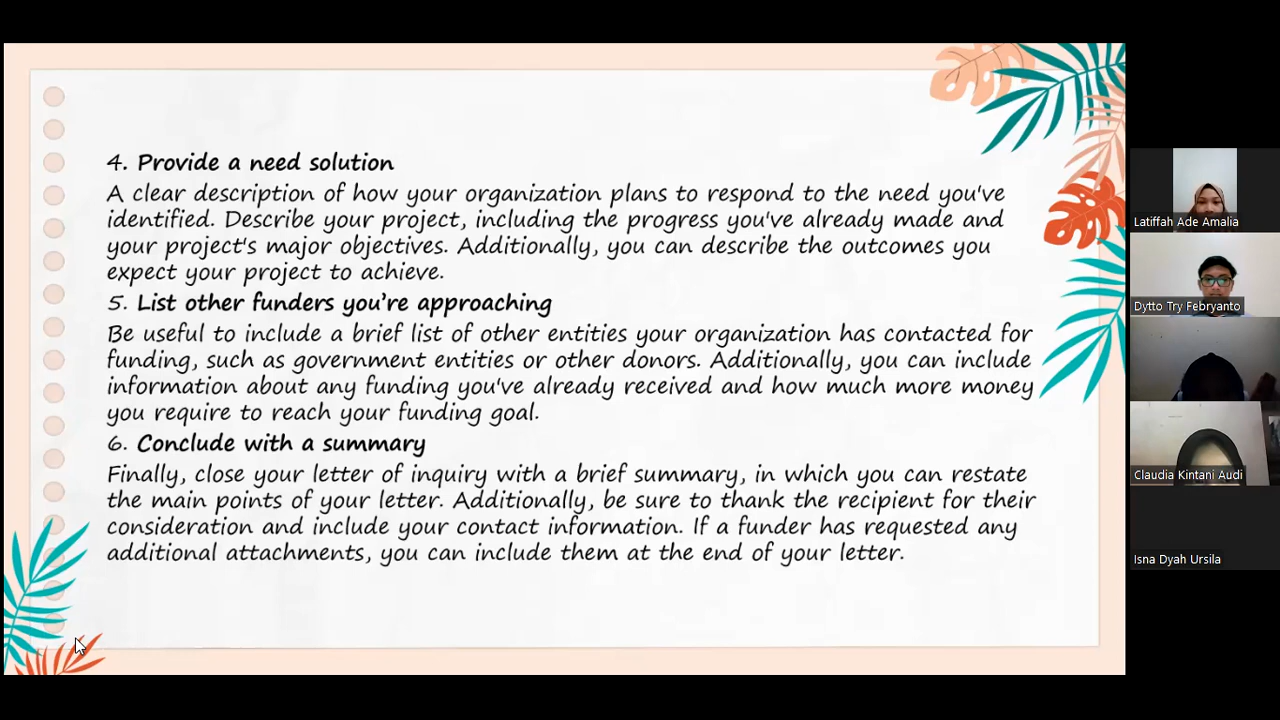 4. Provide a need solution
A clear description of how your organization plans to respond to the need you've
identified. Describe your project, including the progress you've already made and
your project's major objectives. Additionally, you can describe the outcomes you
expect your project to achieve.
5. List other funders you're approaching
Be useful to include a brief list of other entities your organization has contacted for
funding, such as government entities or other donors. Additionally, you can include
information about any funding you've already received and how much more money
you require to reach your funding goal.
6. Conclude with a summary
Finally, close your letter of inquiry with a brief summary, in which you can restate
the main points of your letter. Additionally, be sure to thank the recipient for their
consideration and include your contact information. If a funder has requested any
additional attachments, you can include them at the end of your letter.
Latiffah Ade Amalia
Dytto Try Febryanto
Claudia Kintani Audi
Isna Dyah Ursila